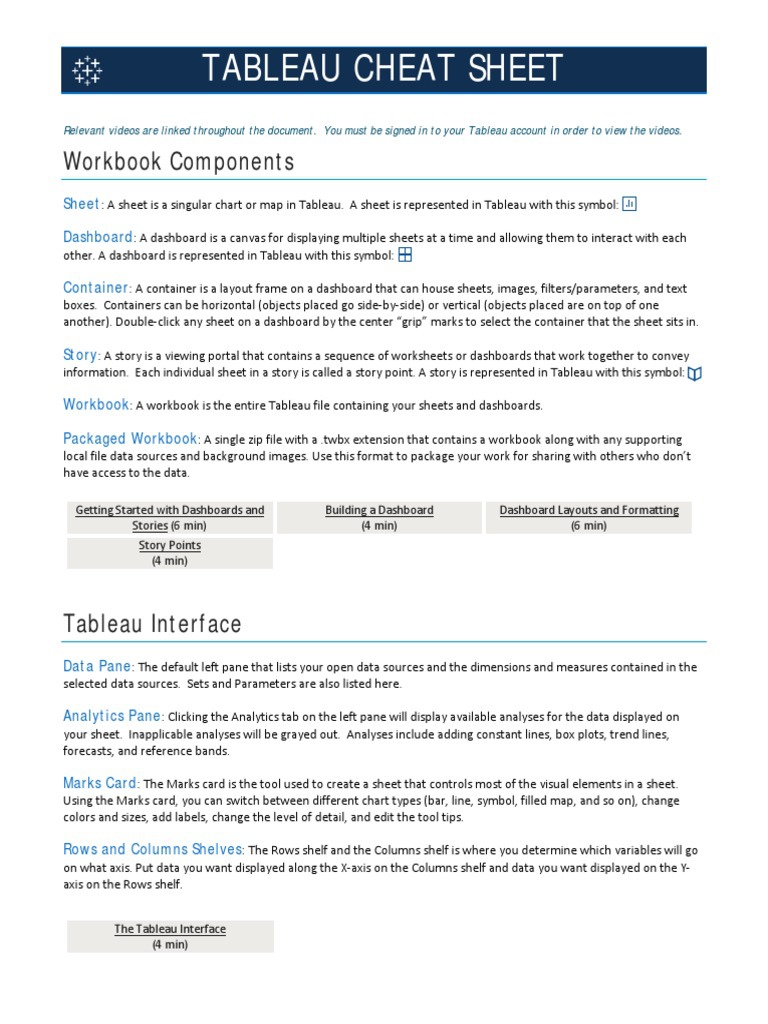 TABLEAU CHEAT SHEET
Relevant videos are linked throughout the document. You must be signed in to your Tableau account in order to view the videos.
Workbook Components
Sheet: A sheet is a singular chart or map in Tableau. A sheet is represented in Tableau with this symbol:
Dashboard: A dashboard is a canvas for displaying multiple sheets at a time and allowing them to interact with each
other. A dashboard is represented in Tableau with this symbol:
Container: A container is a layout frame on a dashboard that can house sheets, images, filters/parameters, and text
boxes. Containers can be horizontal (objects placed go side-by-side) or vertical (objects placed are on top of one
another). Double-click any sheet on a dashboard by the center “grip” marks to select the container that the sheet sits in.
Story: A story is a viewing portal that contains a sequence of worksheets or dashboards that work together to convey
information. Each individual sheet in a story is called a story point. A story is represented in Tableau with this symbol:
Workbook: A workbook is the entire Tableau file containing your sheets and dashboards.
Packaged Workbook: A single zip file with a .twbx extension that contains a workbook along with any supporting
local file data sources and background images. Use this format to package your work for sharing with others who don’t
have access to the data.
Getting Started with Dashboards and
Stories (6 min)
Building a Dashboard
(4 min)
Dashboard Layouts and Formatting
(6 min)
Story Points
(4 min)
Tableau Interface
Data Pane: The default left pane that lists your open data sources and the dimensions and measures contained in the
selected data sources. Sets and Parameters are also listed here.
Analytics Pane: Clicking the Analytics tab on the left pane will display available analyses for the data displayed on
your sheet. Inapplicable analyses will be grayed out. Analyses include adding constant lines, box plots, trend lines,
forecasts, and reference bands.
Marks Card: The Marks card is the tool used to create a sheet that controls most of the visual elements in a sheet.
Using the Marks card, you can switch between different chart types (bar, line, symbol, filled map, and so on), change
colors and sizes, add labels, change the level of detail, and edit the tool tips.
Rows and Columns Shelves: The Rows shelf and the Columns shelf is where you determine which variables will go
on what axis. Put data you want displayed along the X-axis on the Columns shelf and data you want displayed on the Y-
axis on the Rows shelf.
The Tableau Interface
(4 min)